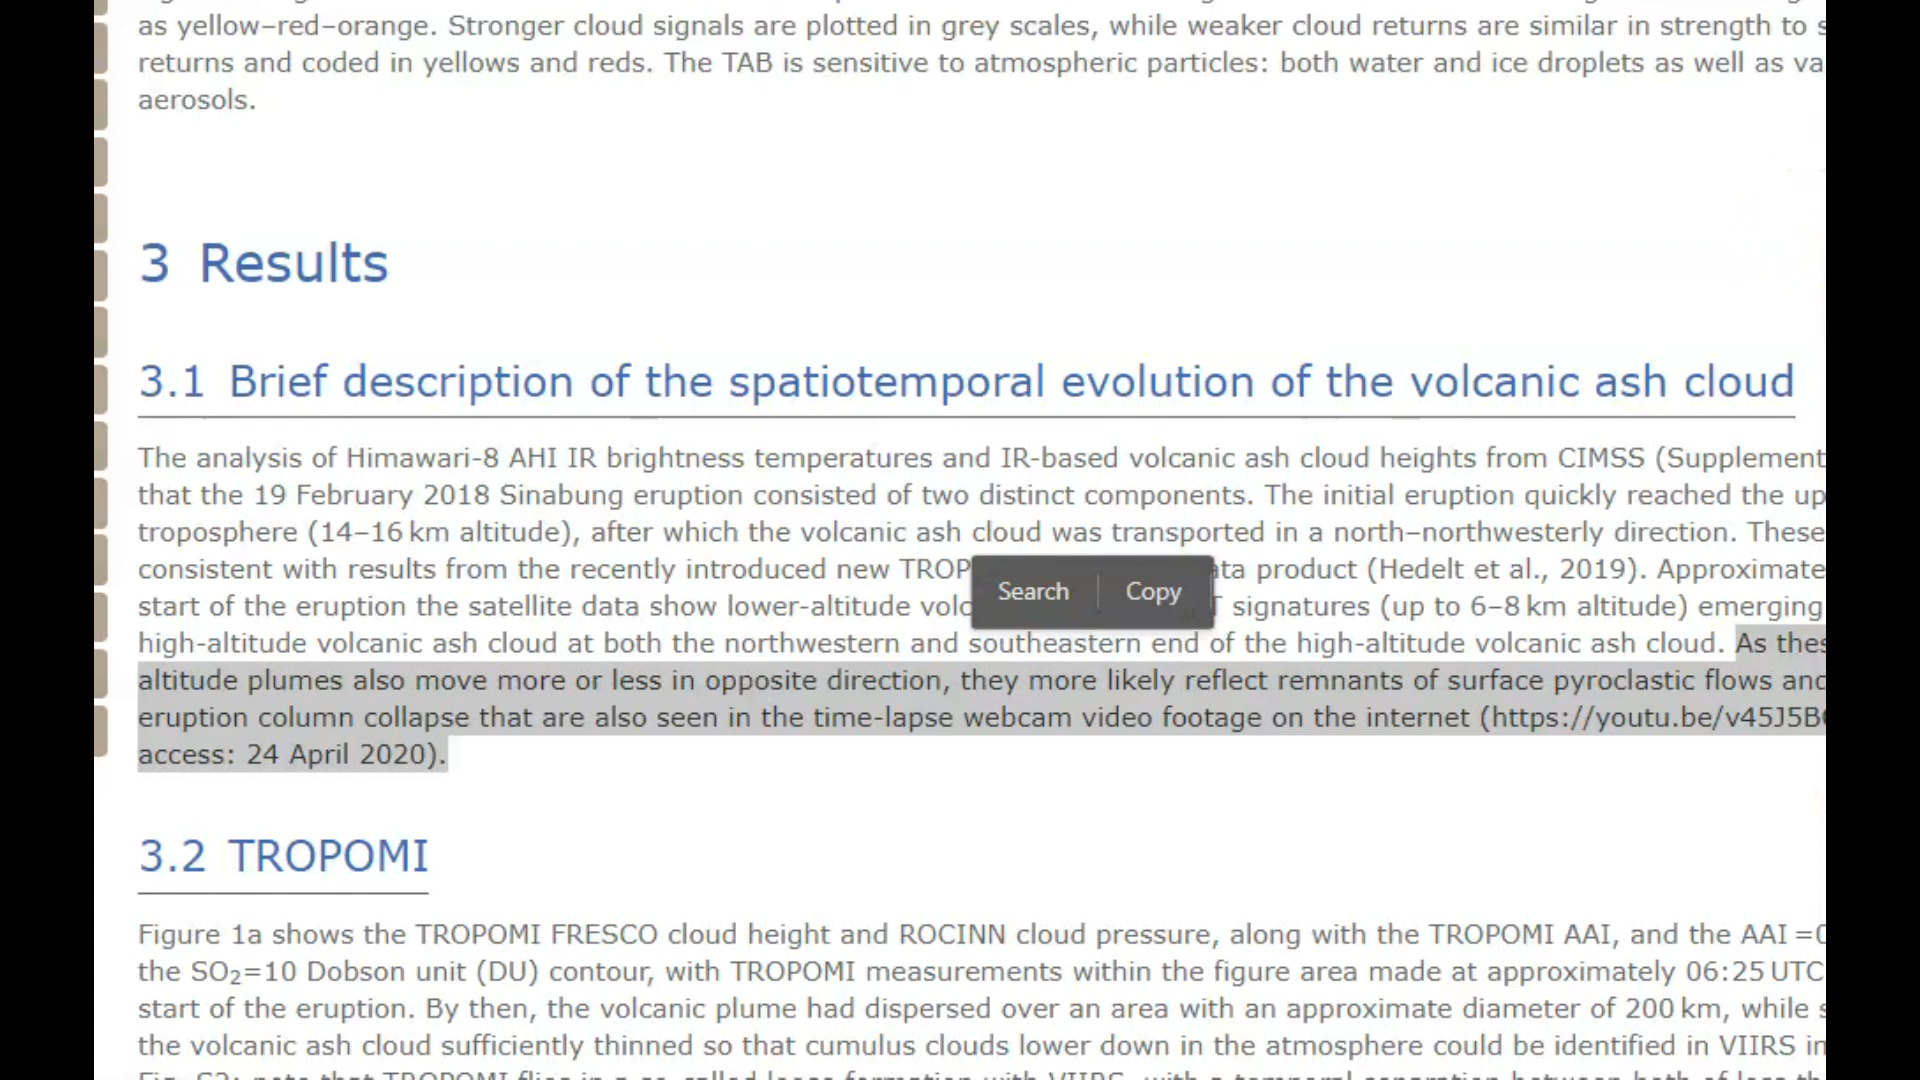 as yellow–red–orange. Stronger cloud signals are plotted in grey scales, while weaker cloud returns are similar in strength to
returns and coded in yellows and reds. The TAB is sensitive to atmospheric particles: both water and ice droplets as well as va
aerosols.
3 Results
3.1 Brief description of the spatiotemporal evolution of the volcanic ash cloud
The analysis of Himawari-8 AHI IR brightness temperatures and IR-based volcanic ash cloud heights from CIMSS (Supplement
that the 19 February 2018 Sinabung eruption consisted of two distinct components. The initial eruption quickly reached the up
troposphere (14–16 km altitude), after which the volcanic ash cloud was transported in a north–northwesterly direction. These
consistent with results from the recently introduced new TROP ta product (Hedelt et al., 2019). Approximate
start of the eruption the satellite data show lower-altitude volc signatures (up to 6–8 km altitude) emerging
Search Copy
high-altitude volcanic ash cloud at both the northwestern and southeastern end of the high-altitude volcanic ash cloud. As thes
altitude plumes also move more or less in opposite direction, they more likely reflect remnants of surface pyroclastic flows and
eruption column collapse that are also seen in the time-lapse webcam video footage on the internet (https://youtu.be/v45J5B
access: 24 April 2020).
3.2 TROPOMI
Figure 1a shows the TROPOMI FRESCO cloud height and ROCINN cloud pressure, along with the TROPOMI AAI, and the AAI =0
the SO₂=10 Dobson unit (DU) contour, with TROPOMI measurements within the figure area made at approximately 06:25 UTC
start of the eruption. By then, the volcanic plume had dispersed over an area with an approximate diameter of 200 km, while s
the volcanic ash cloud sufficiently thinned so that cumulus clouds lower down in the atmosphere could be identified in VIIRS in